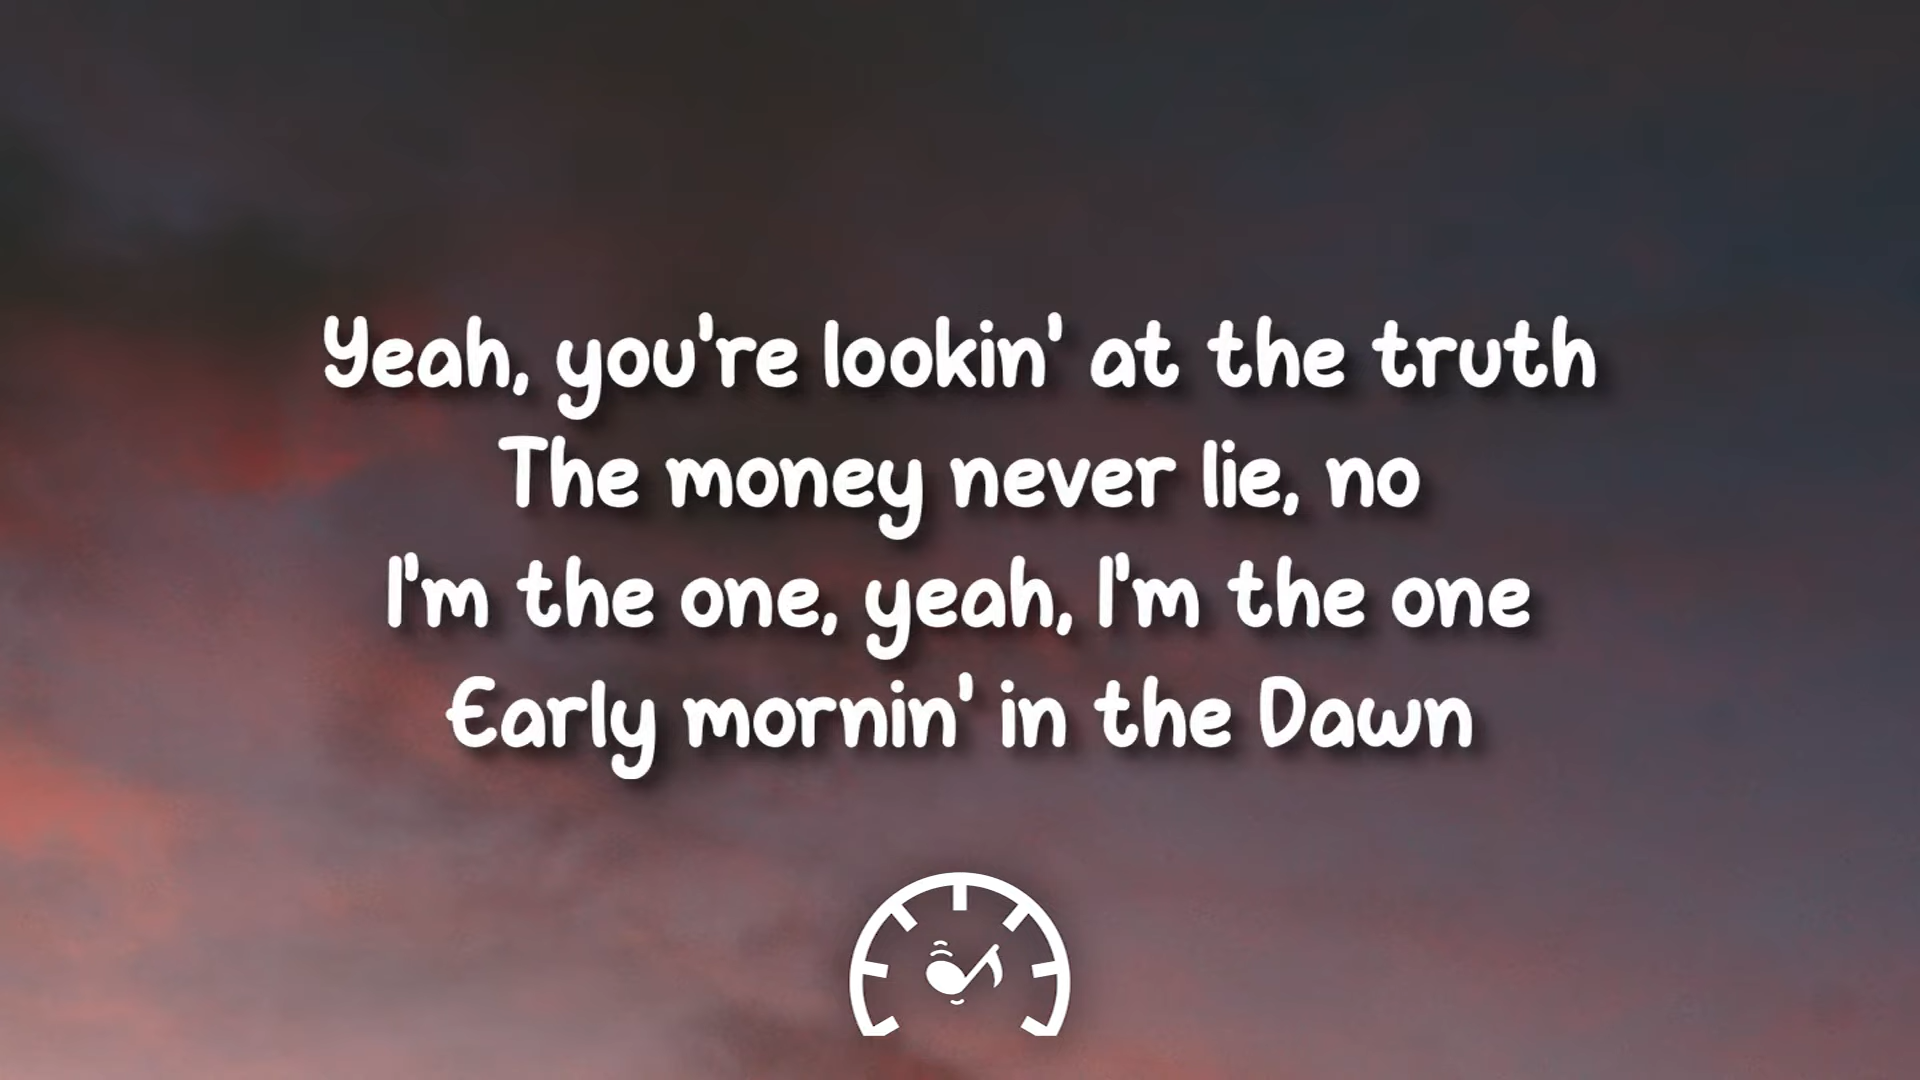 Yeah, you're lookin' at the truth
The money never lie, no
I'm the one, yeah, I'm the one
Early mornin' in the Dawn